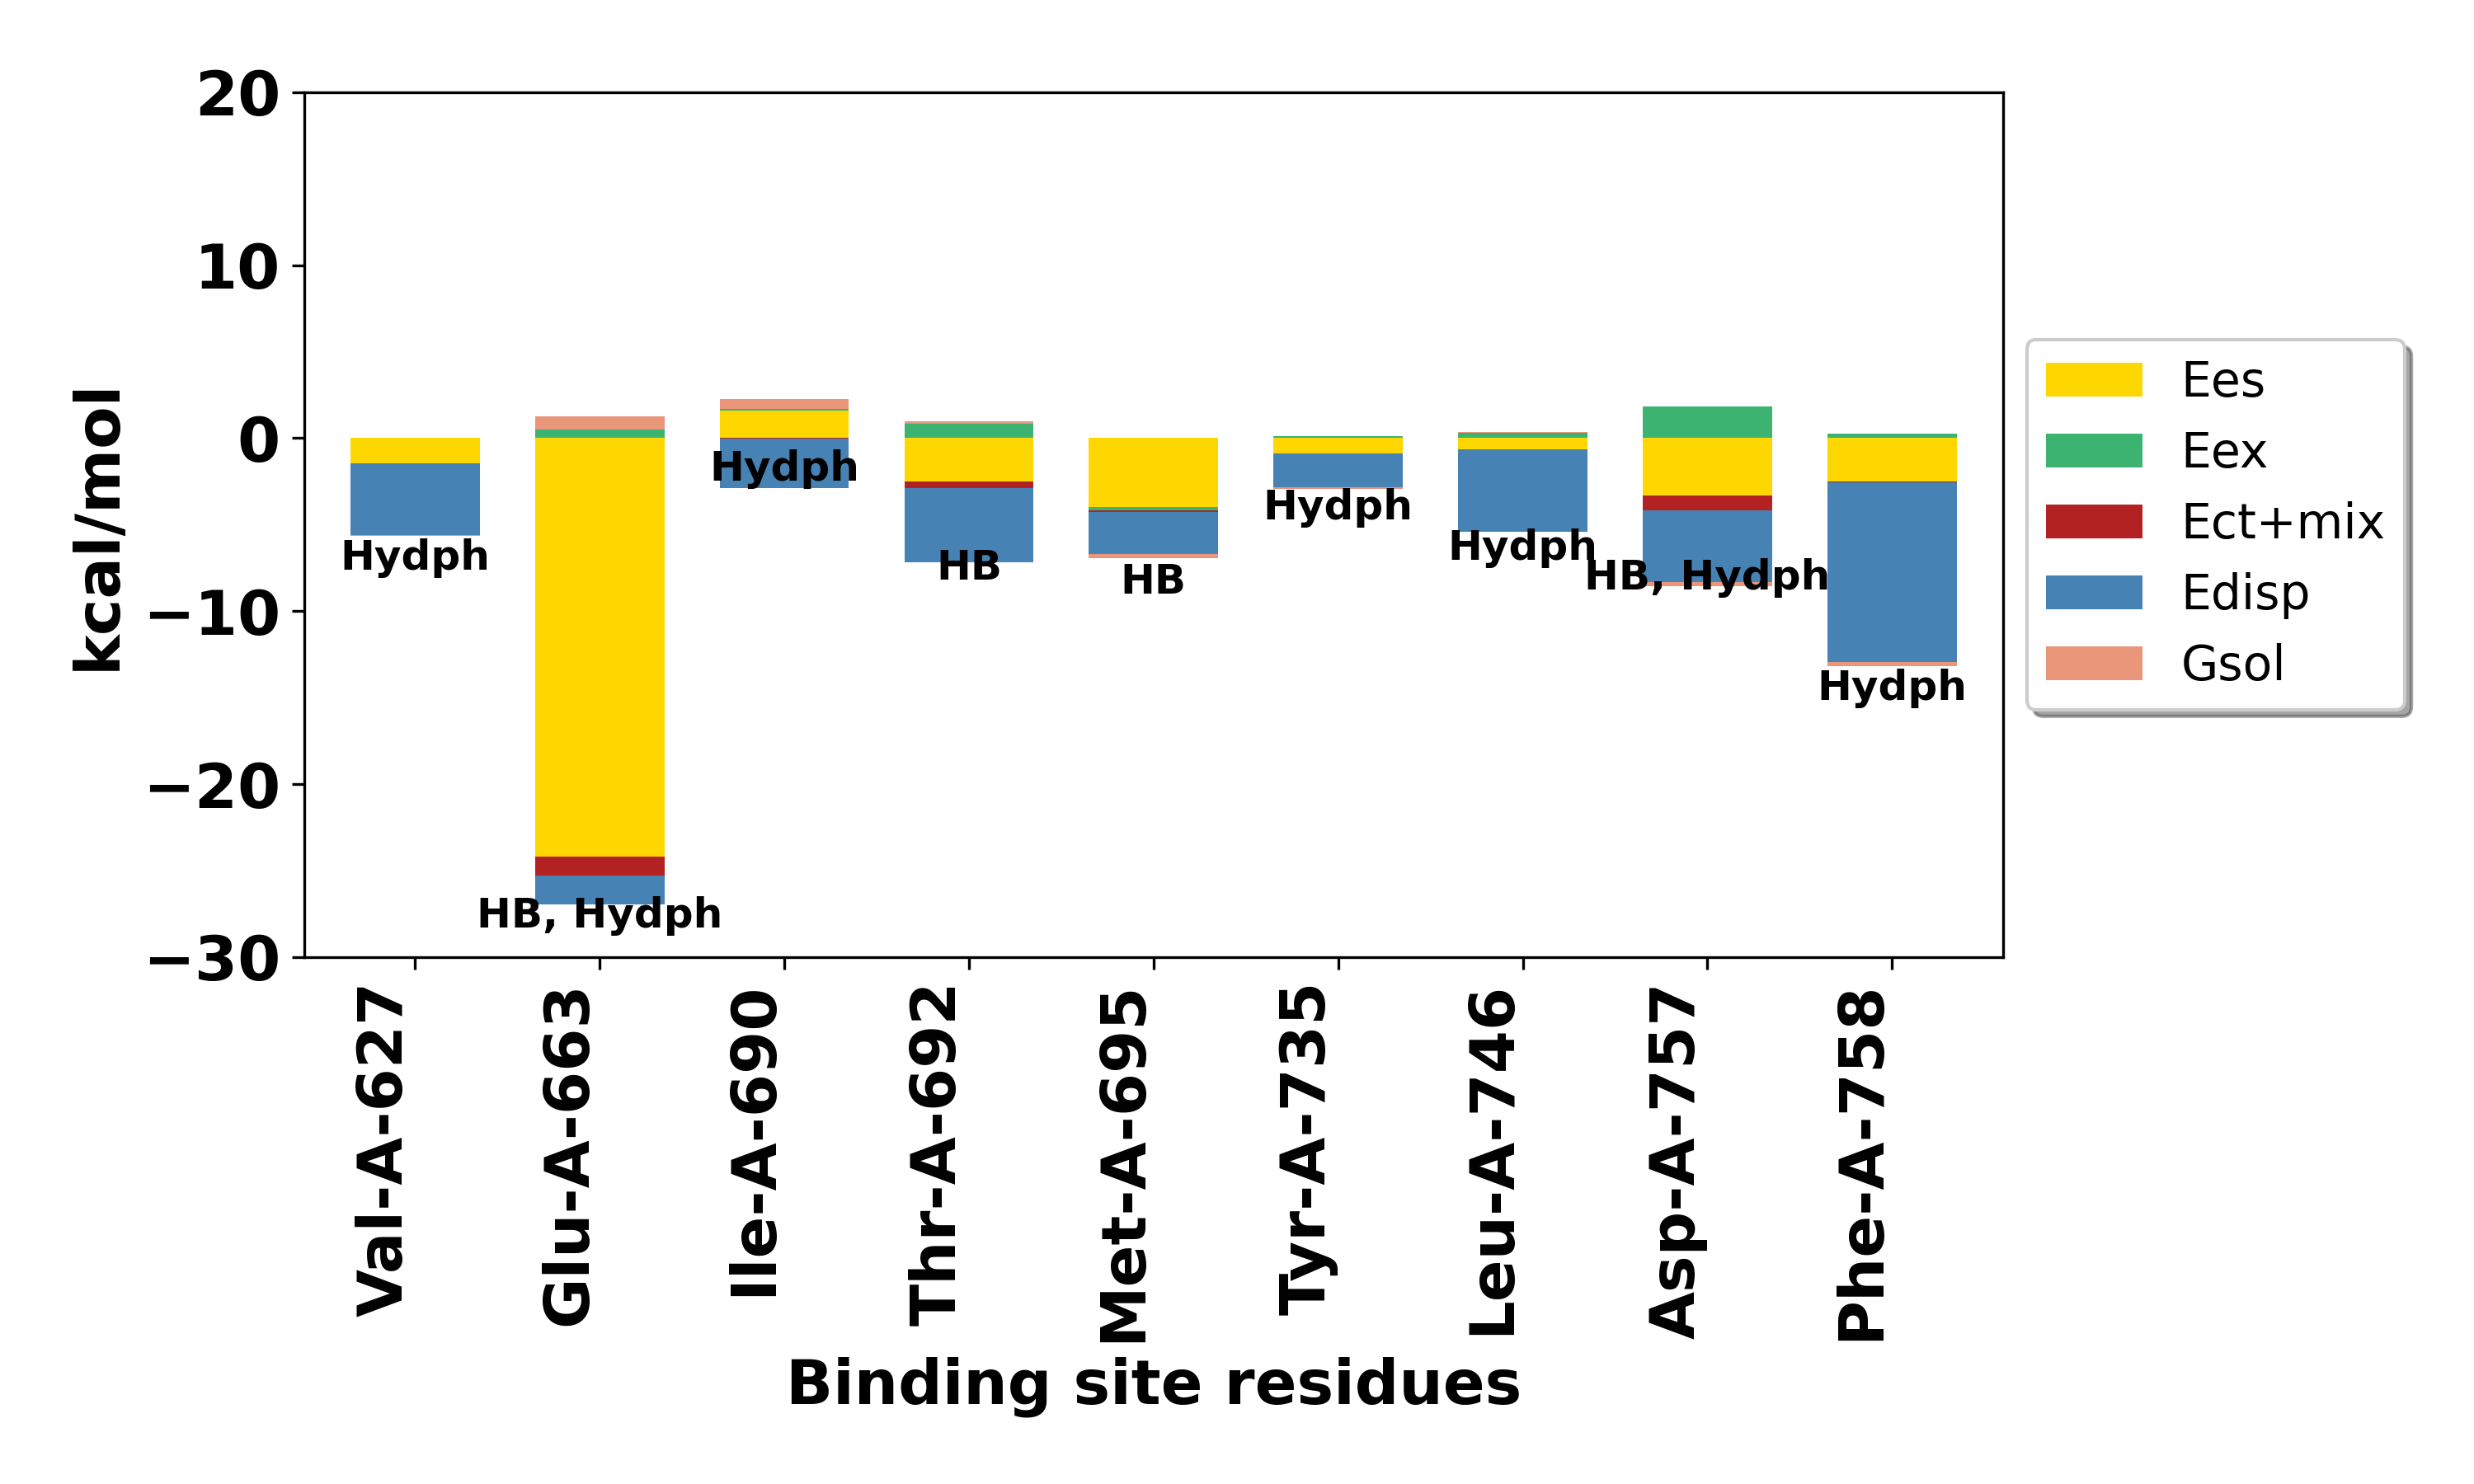 20
10
0
−10
−20
−30
kcal/mol
Hydph
HB, Hydph
Hydph
HB
HB
Hydph
Hydph
HB, Hydph
Hydph
Val-A-627
Glu-A-663
Ile-A-690
Thr-A-692
Met-A-695
Tyr-A-735
Leu-A-746
Asp-A-757
Phe-A-758
Binding site residues
Ees
Eex
Ect+mix
Edisp
Gsol